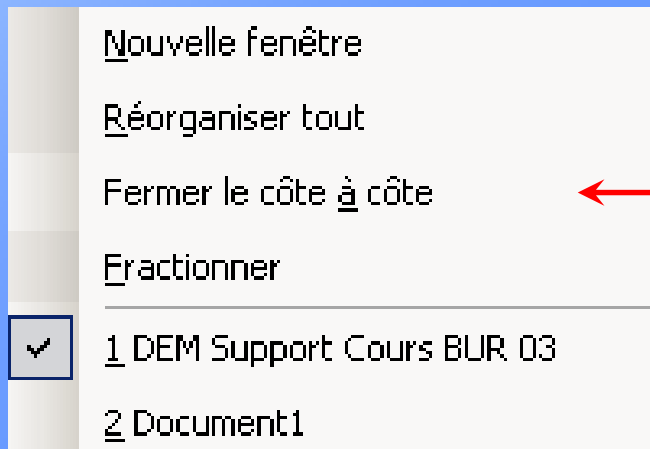 Nouvelle fenêtre
Réorganiser tout
Fermer le côte à côte
Fractionner
1 DEM Support Cours BUR 03
2 Document1